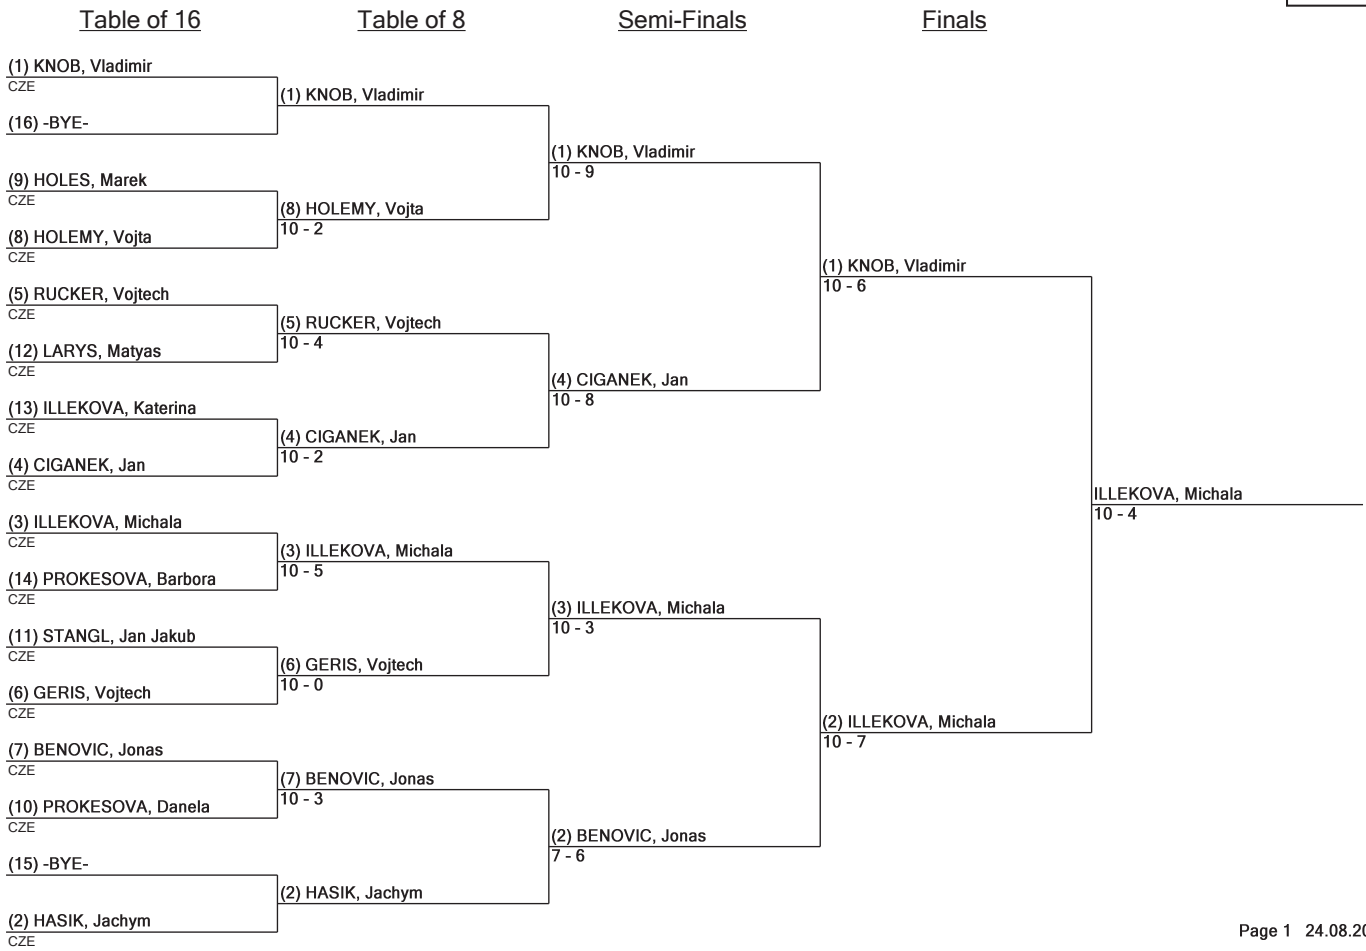 Table of 16
Table of 8
Semi-Finals
Finals
(1) KNOB, Vladimir
CZE
(16) -BYE-
(9) HOLES, Marek
CZE
(8) HOLEMY, Vojta
CZE
(5) RUCKER, Vojtech
CZE
(12) LARYS, Matyas
CZE
(13) ILLEKOVA, Katerina
CZE
(4) CIGANEK, Jan
CZE
(3) ILLEKOVA, Michala
CZE
(14) PROKESOVA, Barbora
CZE
(11) STANGL, Jan Jakub
CZE
(6) GERIS, Vojtech
CZE
(7) BENOVIC, Jonas
CZE
(10) PROKESOVA, Danela
CZE
(15) -BYE-
(2) HASIK, Jachym
CZE
(1) KNOB, Vladimir
(8) HOLEMY, Vojta
10 - 2
(5) RUCKER, Vojtech
10 - 4
(4) CIGANEK, Jan
10 - 2
(3) ILLEKOVA, Michala
10 - 5
(6) GERIS, Vojtech
10 - 0
(7) BENOVIC, Jonas
10 - 3
(2) HASIK, Jachym
(1) KNOB, Vladimir
10 - 9
(4) CIGANEK, Jan
10 - 8
(3) ILLEKOVA, Michala
10 - 3
(2) BENOVIC, Jonas
7 - 6
(1) KNOB, Vladimir
10 - 6
(2) ILLEKOVA, Michala
10 - 7
ILLEKOVA, Michala
10 - 4
Page 1 24.08.20